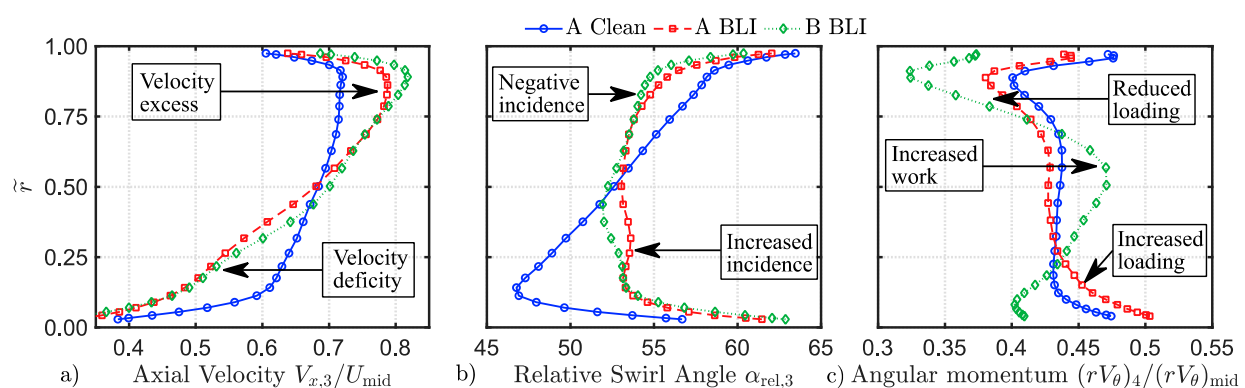 A Clean A BLI B BLI
r̃
1.00
0.75
0.50
0.25
0.00
Velocity
excess
Velocity
deficity
0.4 0.5 0.6 0.7 0.8
a) Axial Velocity V_{x,3}/U_{mid}
Negative
incidence
Increased
incidence
45 50 55 60 65
b) Relative Swirl Angle α_{rel,3}
Reduced
loading
Increased
work
Increased
loading
0.3 0.35 0.4 0.45 0.5 0.55
c) Angular momentum (rV_θ)_4/(rV_θ)_{mid}